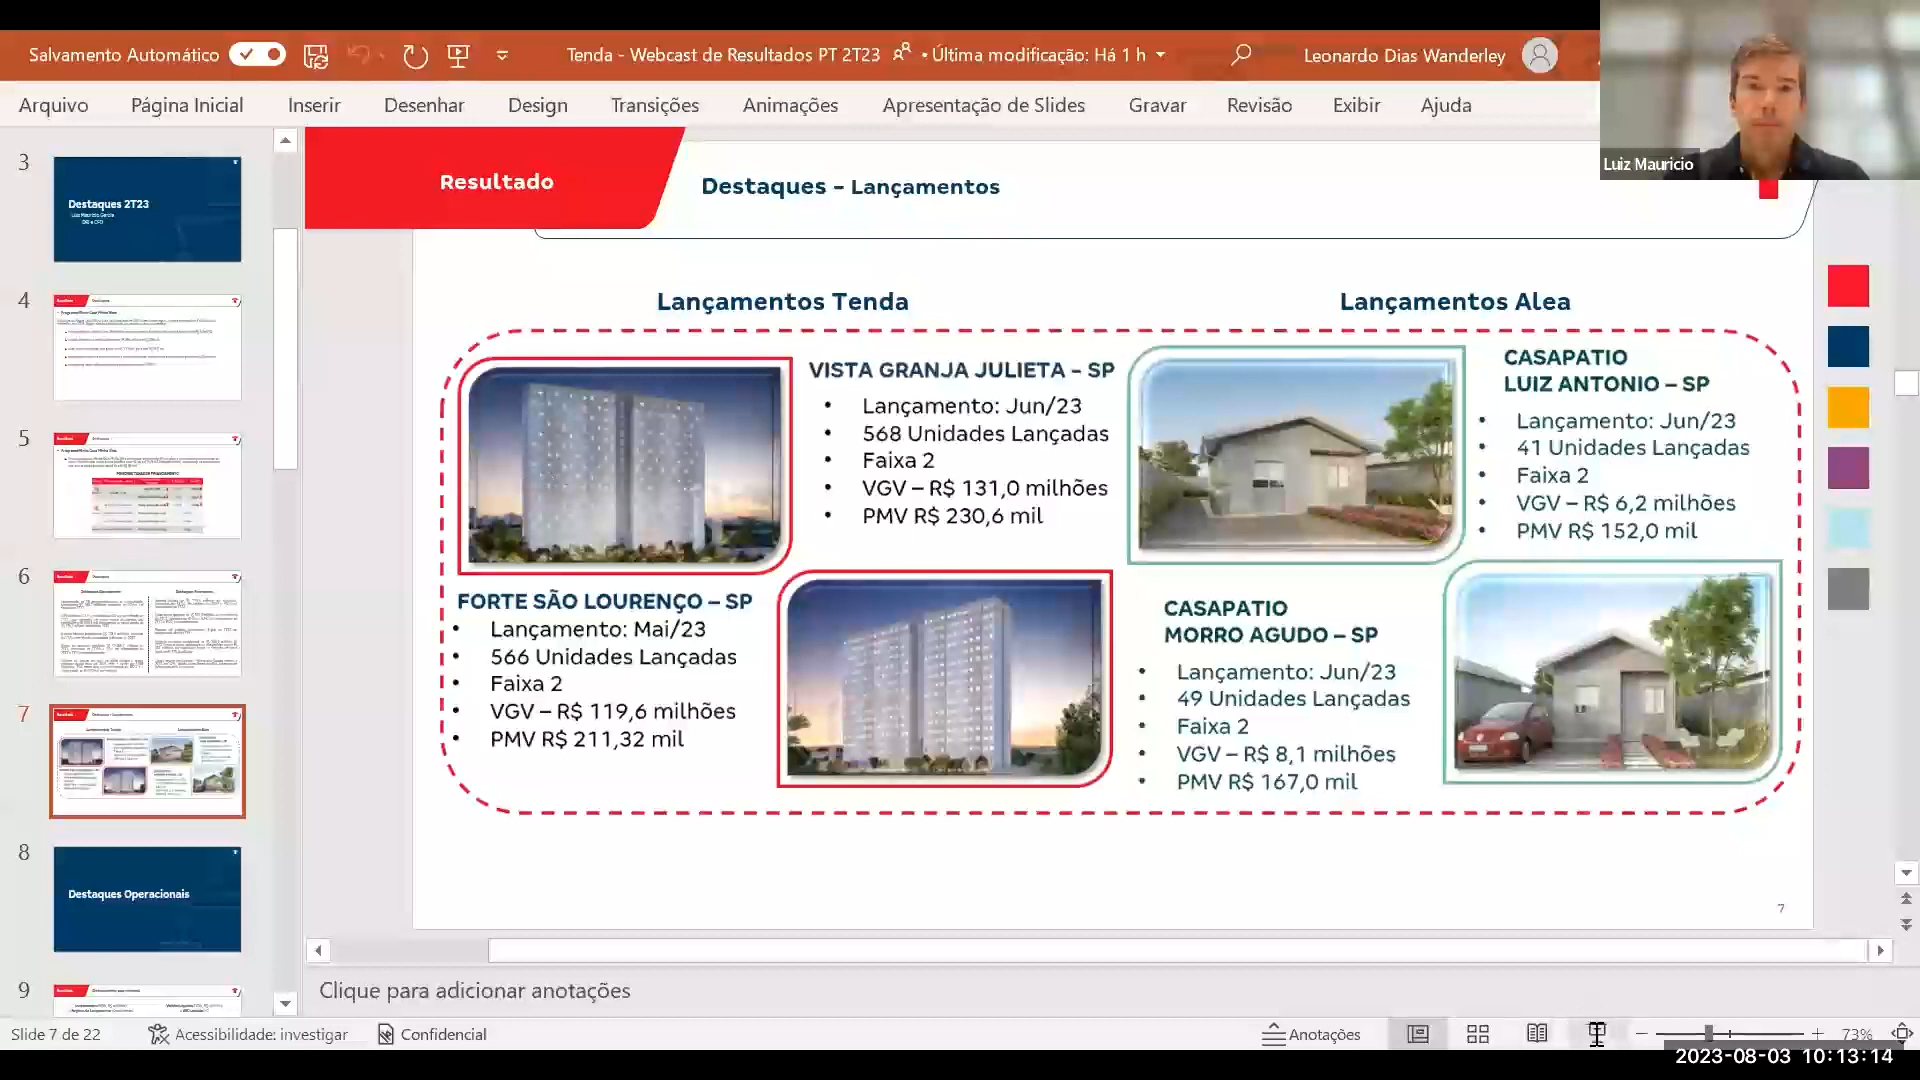 Salvamento Automático
Tenda - Webcast de Resultados PT 2T23 • Última modificação: Há 1 h
Leonardo Dias Wanderley
Arquivo Página Inicial Inserir Desenhar Design Transições Animações Apresentação de Slides Gravar Revisão Exibir Ajuda
Luiz Mauricio
3
Destaques 2T23
4
5
6
7
8
Destaques Operacionais
9
Resultado
Destaques – Lançamentos
Lançamentos Tenda
Lançamentos Alea
VISTA GRANJA JULIETA – SP
• Lançamento: Jun/23
• 568 Unidades Lançadas
• Faixa 2
• VGV – R$ 131,0 milhões
• PMV R$ 230,6 mil
FORTE SÃO LOURENÇO – SP
• Lançamento: Mai/23
• 566 Unidades Lançadas
• Faixa 2
• VGV – R$ 119,6 milhões
• PMV R$ 211,32 mil
CASAPATIO
LUIZ ANTONIO – SP
• Lançamento: Jun/23
• 41 Unidades Lançadas
• Faixa 2
• VGV – R$ 6,2 milhões
• PMV R$ 152,0 mil
CASAPATIO
MORRO AGUDO – SP
• Lançamento: Jun/23
• 49 Unidades Lançadas
• Faixa 2
• VGV – R$ 8,1 milhões
• PMV R$ 167,0 mil
7
Clique para adicionar anotações
Slide 7 de 22 Acessibilidade: investigar Confidencial Anotações 73%
2023-08-03 10:13:14